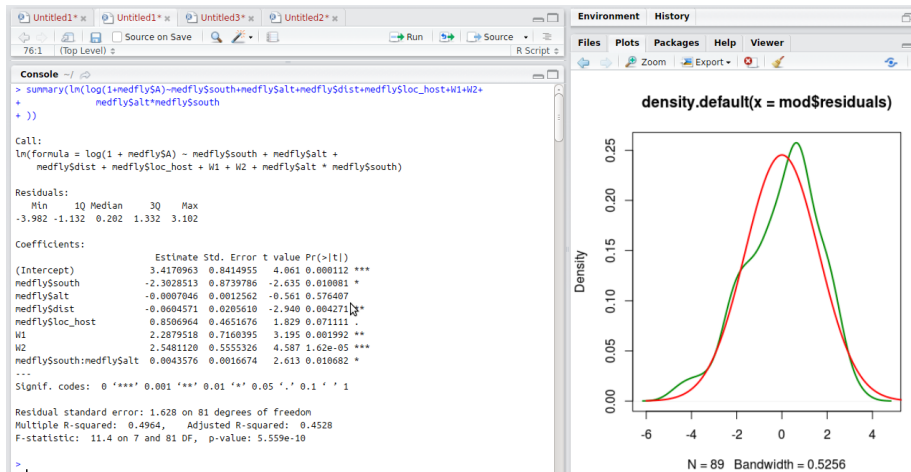 Untitled1* × Untitled1* × Untitled3* × Untitled2* ×
Source on Save Run Source
76:1 (Top Level) R Script
Console ~/
> summary(lm(log(1+medfly$A)~medfly$south+medfly$alt+medfly$dist+medfly$loc_host+W1+W2+
+ medfly$alt*medfly$south
+ ))
Call:
lm(formula = log(1 + medfly$A) ~ medfly$south + medfly$alt +
medfly$dist + medfly$loc_host + W1 + W2 + medfly$alt * medfly$south)
Residuals:
Min 1Q Median 3Q Max
-3.982 -1.132 0.202 1.332 3.102
Coefficients:
Estimate Std. Error t value Pr(>|t|)
(Intercept) 3.4170963 0.8414955 4.061 0.000112 ***
medfly$south -2.3028513 0.8739786 -2.635 0.010081 *
medfly$alt -0.0007046 0.0012562 -0.561 0.576407
medfly$dist -0.0604571 0.0205610 -2.940 0.004271 **
medfly$loc_host 0.8506964 0.4651676 1.829 0.071111 .
W1 2.2879518 0.7160395 3.195 0.001992 **
W2 2.5481120 0.5555326 4.587 1.62e-05 ***
medfly$south:medfly$alt 0.0043576 0.0016674 2.613 0.010682 *
---
Signif. codes: 0 ‘***’ 0.001 ‘**’ 0.01 ‘*’ 0.05 ‘.’ 0.1 ‘ ’ 1
Residual standard error: 1.628 on 81 degrees of freedom
Multiple R-squared: 0.4964, Adjusted R-squared: 0.4528
F-statistic: 11.4 on 7 and 81 DF, p-value: 5.559e-10
>
Environment History
Files Plots Packages Help Viewer
Zoom Export
density.default(x = mod$residuals)
Density
0.25
0.20
0.15
0.10
0.05
0.00
-6 -4 -2 0 2 4
N = 89 Bandwidth = 0.5256